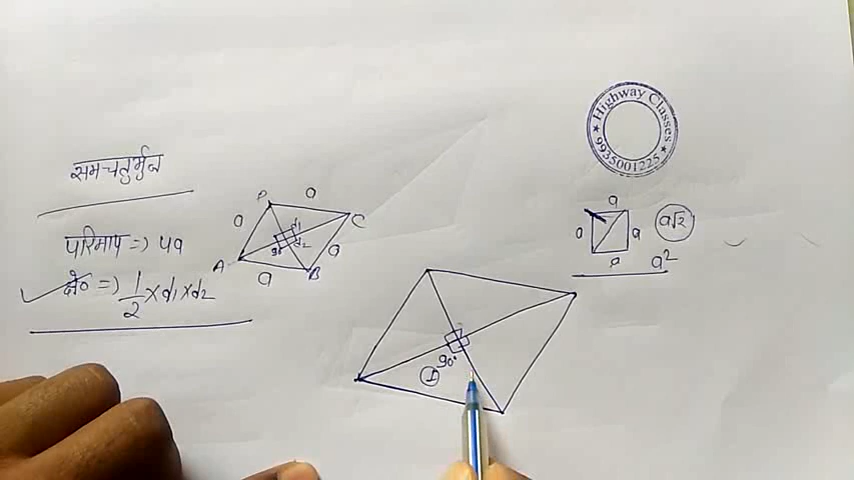 समचतुर्भुज
परिमाप => 4a
क्षे० => 1/2 × d1 × d2
D a C
a d1
d2 a
90
A a B
Highway Classes
★ 9935001225 ★
a
a a a√2
a a²
90°
1